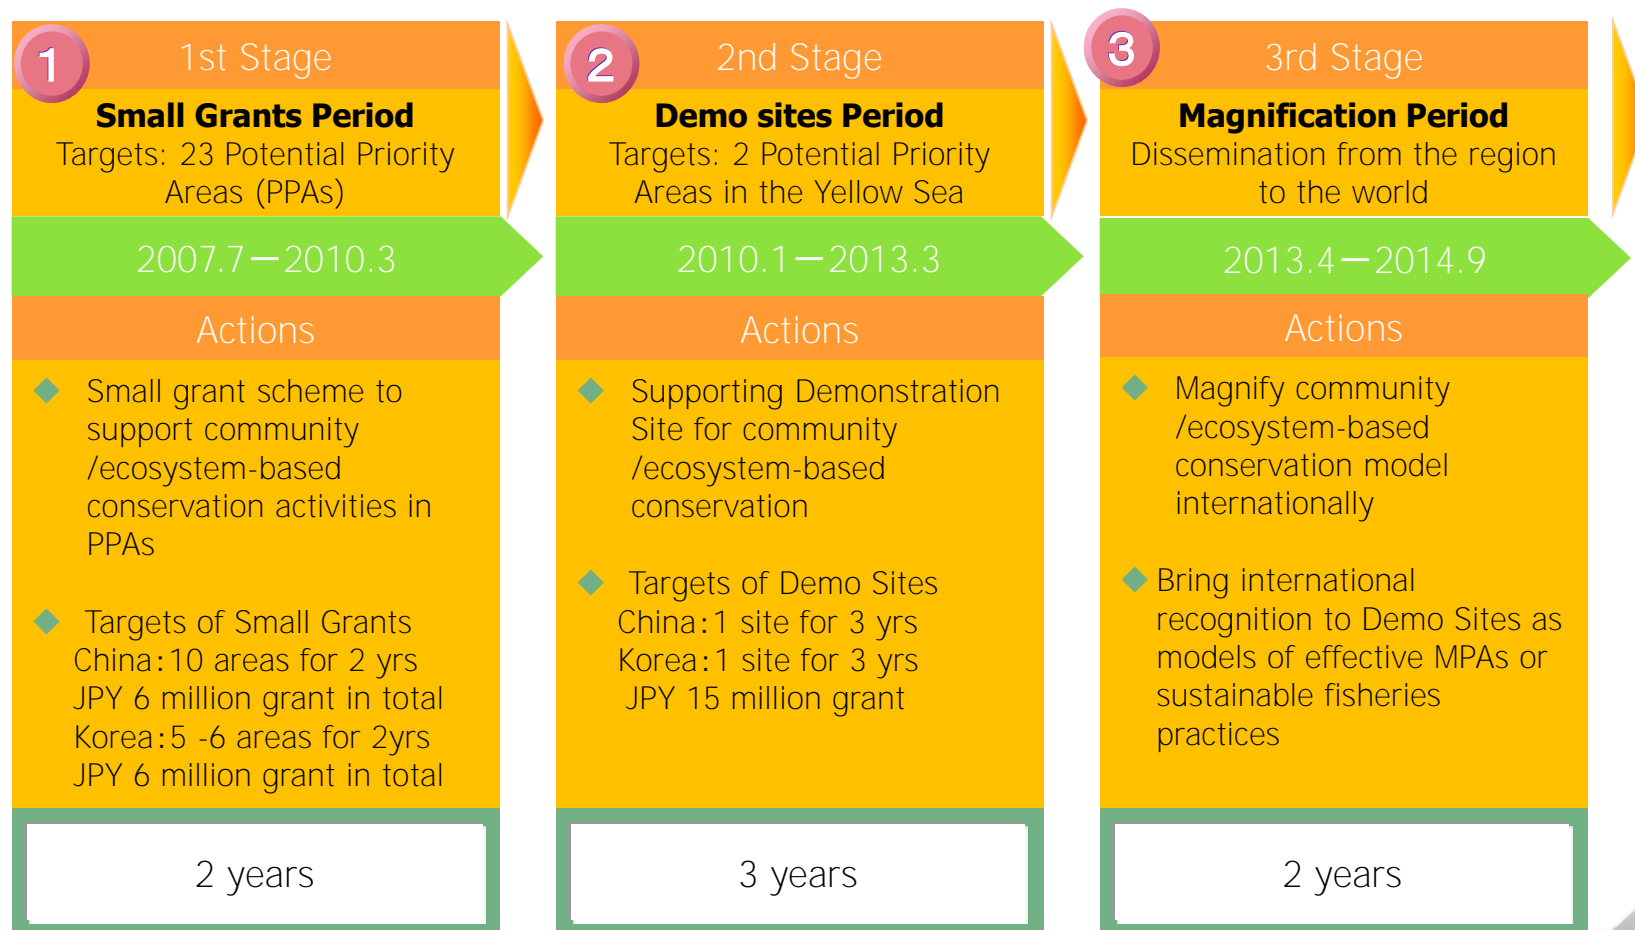 1
1st Stage
Small Grants Period
Targets: 23 Potential Priority
Areas (PPAs)
2007.7－2010.3
Actions
◆ Small grant scheme to
support community
/ecosystem-based
conservation activities in
PPAs
◆ Targets of Small Grants
China:10 areas for 2 yrs
JPY 6 million grant in total
Korea:5 -6 areas for 2yrs
JPY 6 million grant in total
2 years
2
2nd Stage
Demo sites Period
Targets: 2 Potential Priority
Areas in the Yellow Sea
2010.1－2013.3
Actions
◆ Supporting Demonstration
Site for community
/ecosystem-based
conservation
◆ Targets of Demo Sites
China:1 site for 3 yrs
Korea:1 site for 3 yrs
JPY 15 million grant
3 years
3
3rd Stage
Magnification Period
Dissemination from the region
to the world
2013.4－2014.9
Actions
◆ Magnify community
/ecosystem-based
conservation model
internationally
◆ Bring international
recognition to Demo Sites as
models of effective MPAs or
sustainable fisheries
practices
2 years